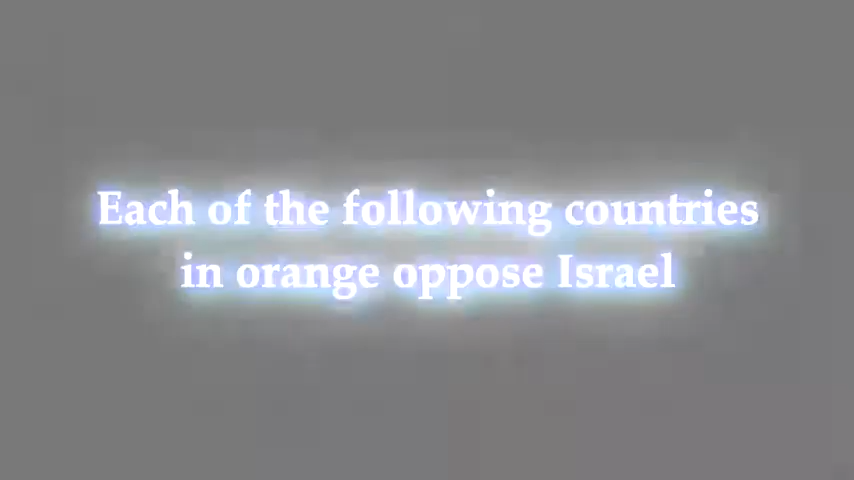 Each of the following countries
in orange oppose Israel